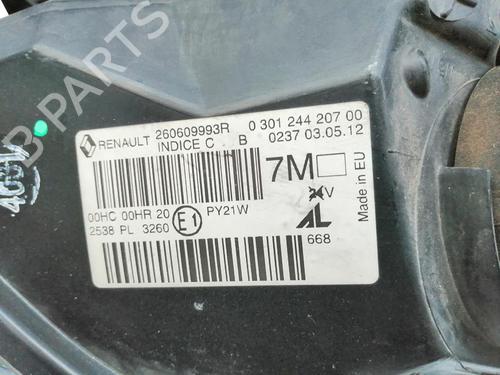 RENAULT 260609993R 0 301 244 207 00
INDICE C B 0237 03.05.12
7M
V
00HC 00HR 20 E1 PY21W
2538 PL 3260
AL
668
Made in EU
B-PARTS